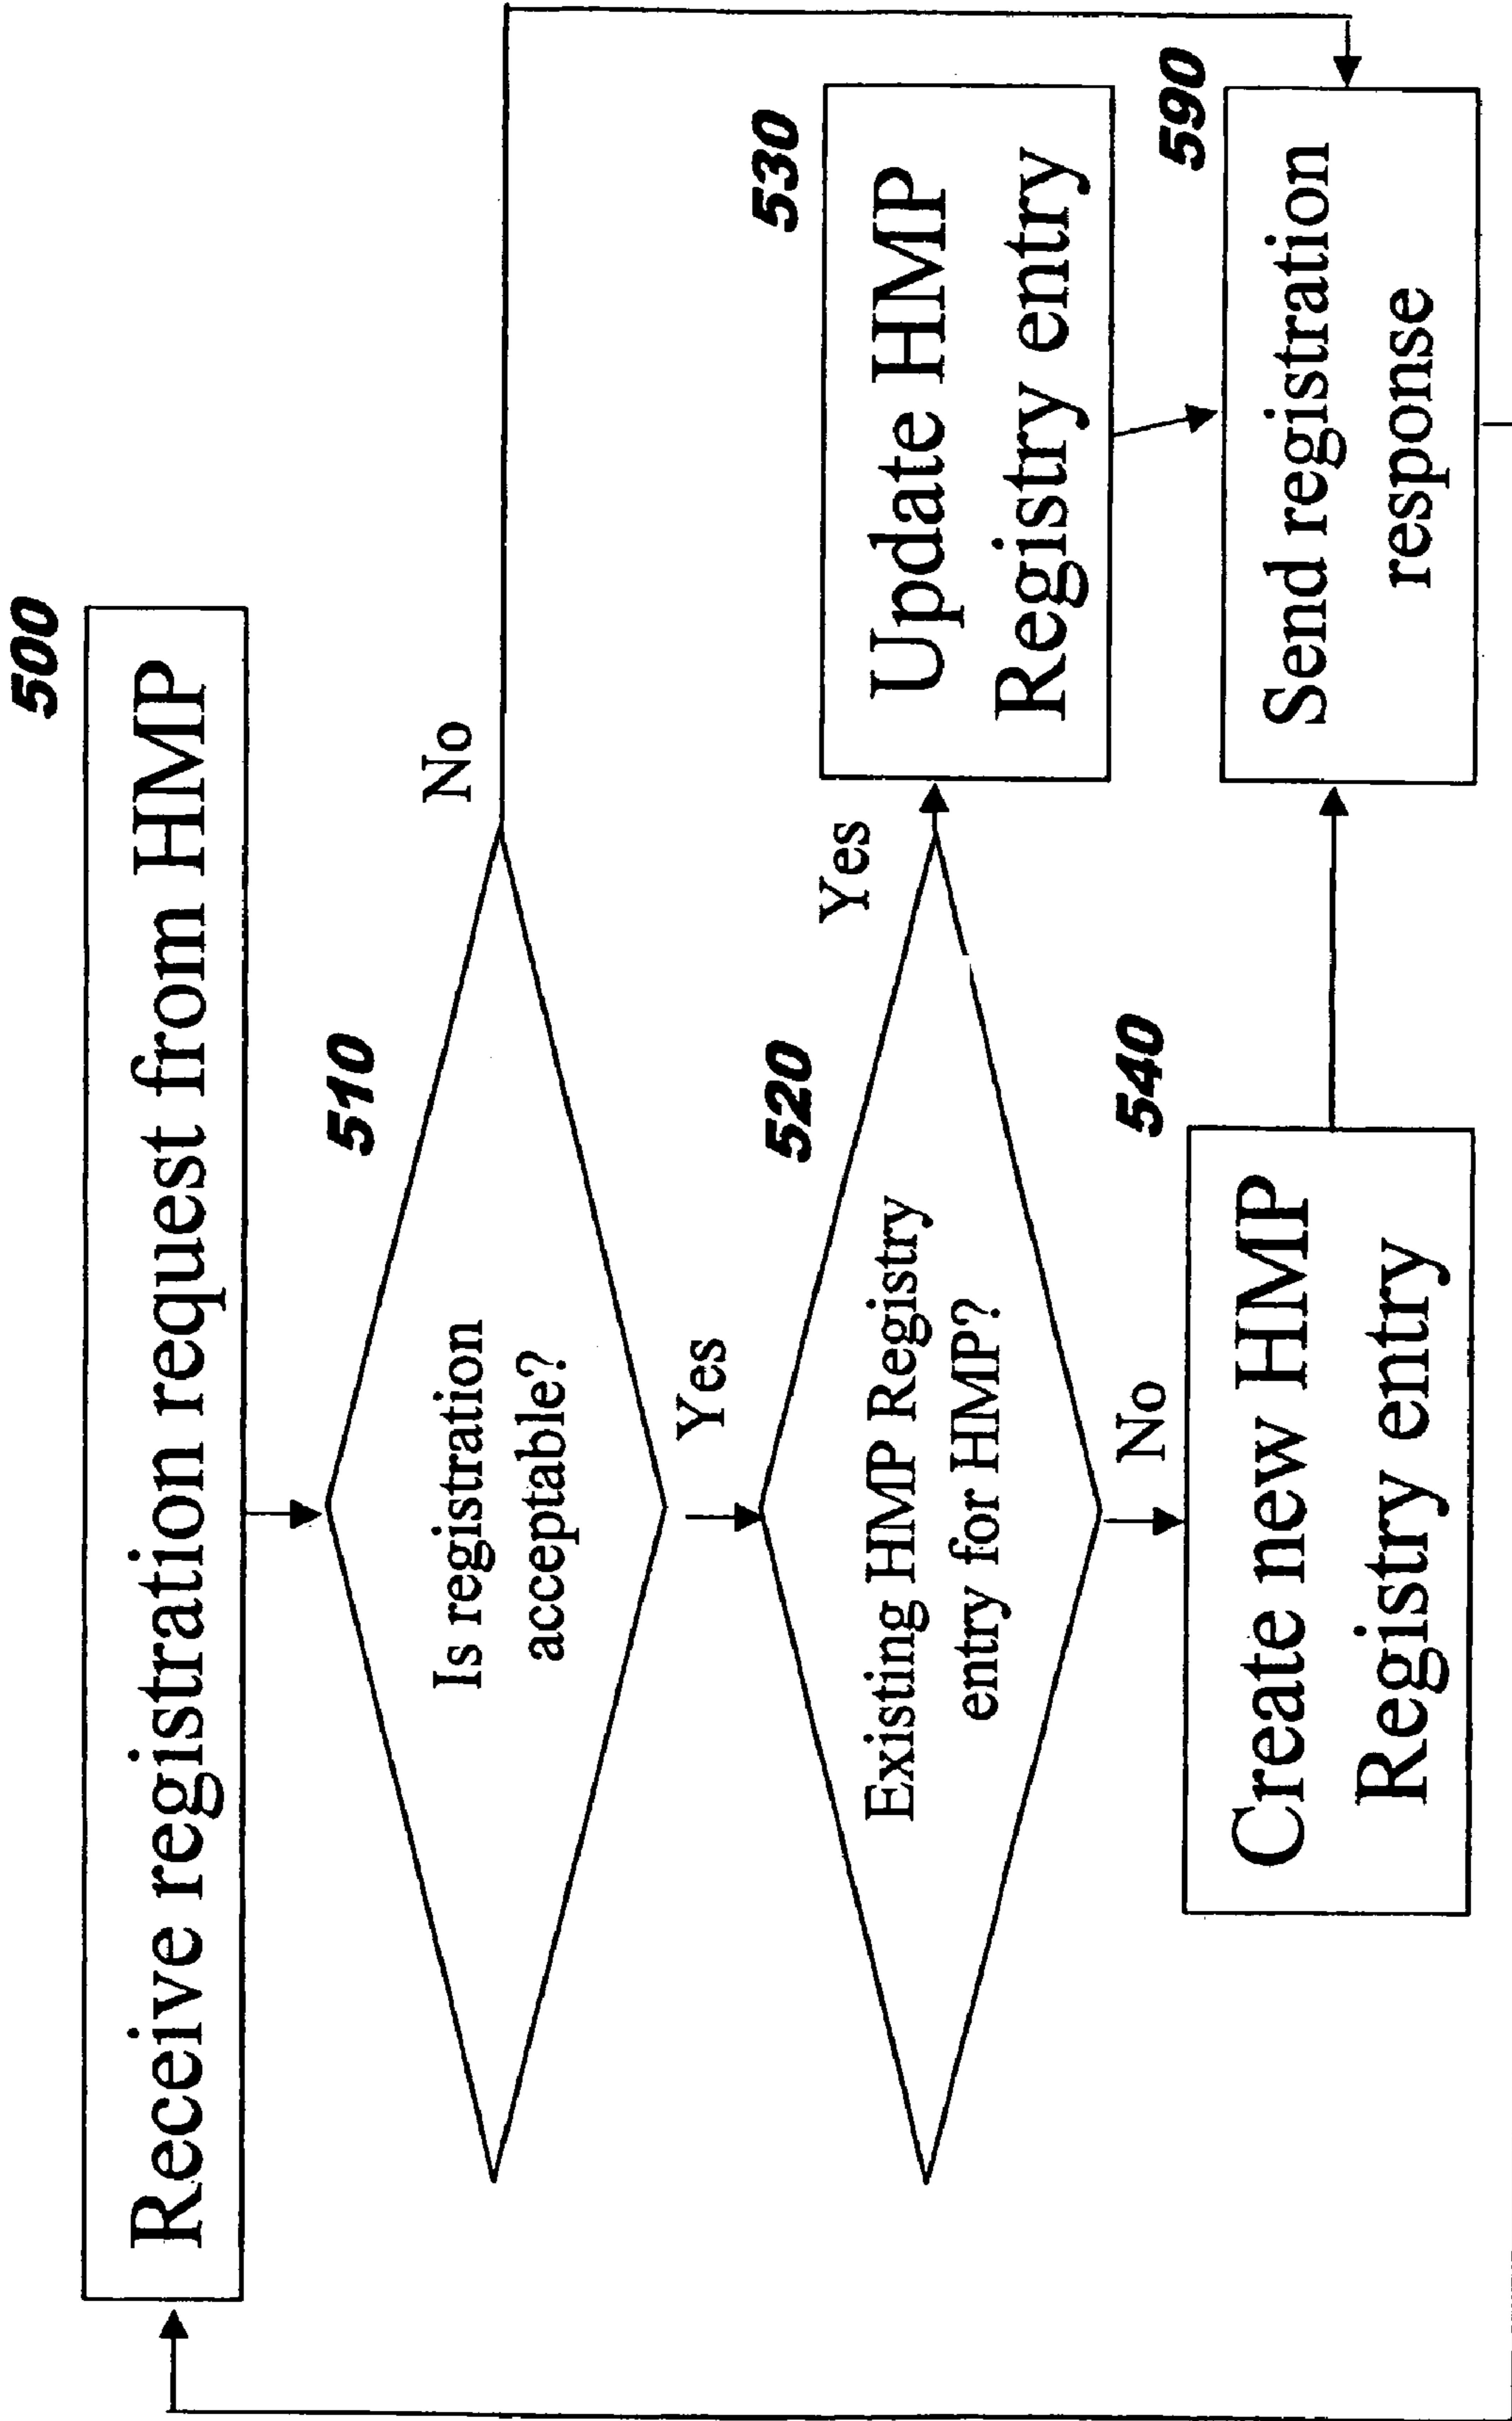 500
Receive registration request from HMP
510
Is registration
acceptable?
No
Yes
520
Existing HMP Registry
entry for HMP?
Yes
530
Update HMP
Registry entry
No
540
Create new HMP
Registry entry
590
Send registration
response